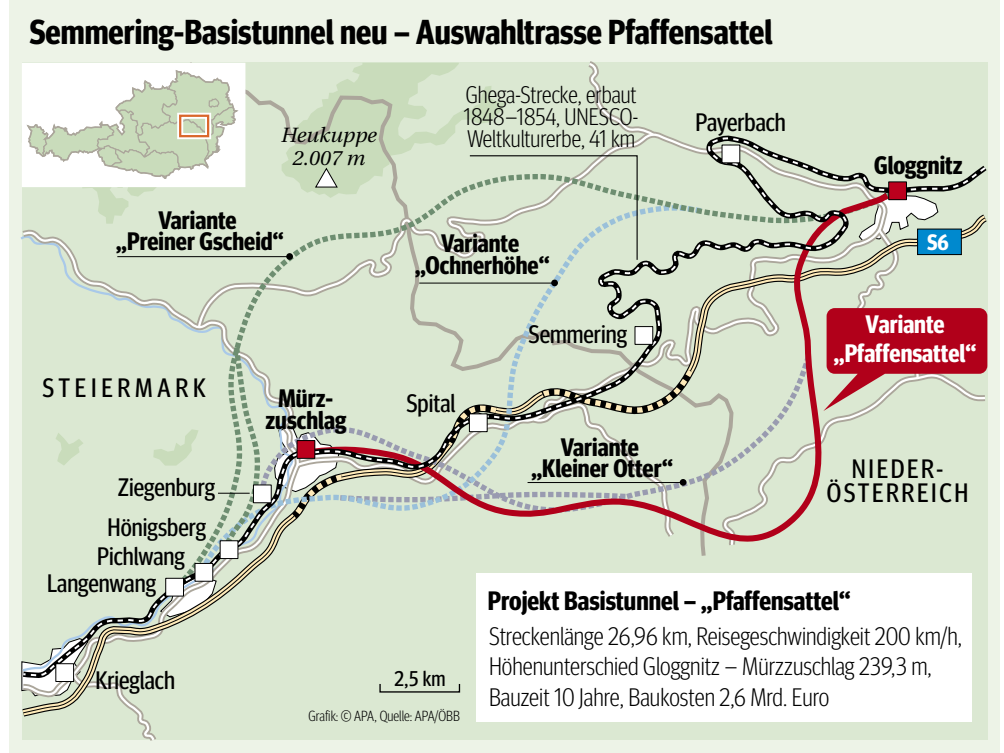 Semmering-Basistunnel neu – Auswahltrasse Pfaffensattel
Ghega-Strecke, erbaut
1848–1854, UNESCO-
Weltkulturerbe, 41 km
Heukuppe
2.007 m
Payerbach
Gloggnitz
Variante
„Preiner Gscheid“
Variante
„Ochnerhöhe“
S6
Semmering
Variante
„Pfaffensattel“
STEIERMARK
Mürz-
zuschlag
Spital
Variante
„Kleiner Otter“
NIEDER-
ÖSTERREICH
Ziegenburg
Hönigsberg
Pichlwang
Langenwang
Krieglach
2,5 km
Grafik: © APA, Quelle: APA/ÖBB
Projekt Basistunnel – „Pfaffensattel“
Streckenlänge 26,96 km, Reisegeschwindigkeit 200 km/h,
Höhenunterschied Gloggnitz – Mürzzuschlag 239,3 m,
Bauzeit 10 Jahre, Baukosten 2,6 Mrd. Euro